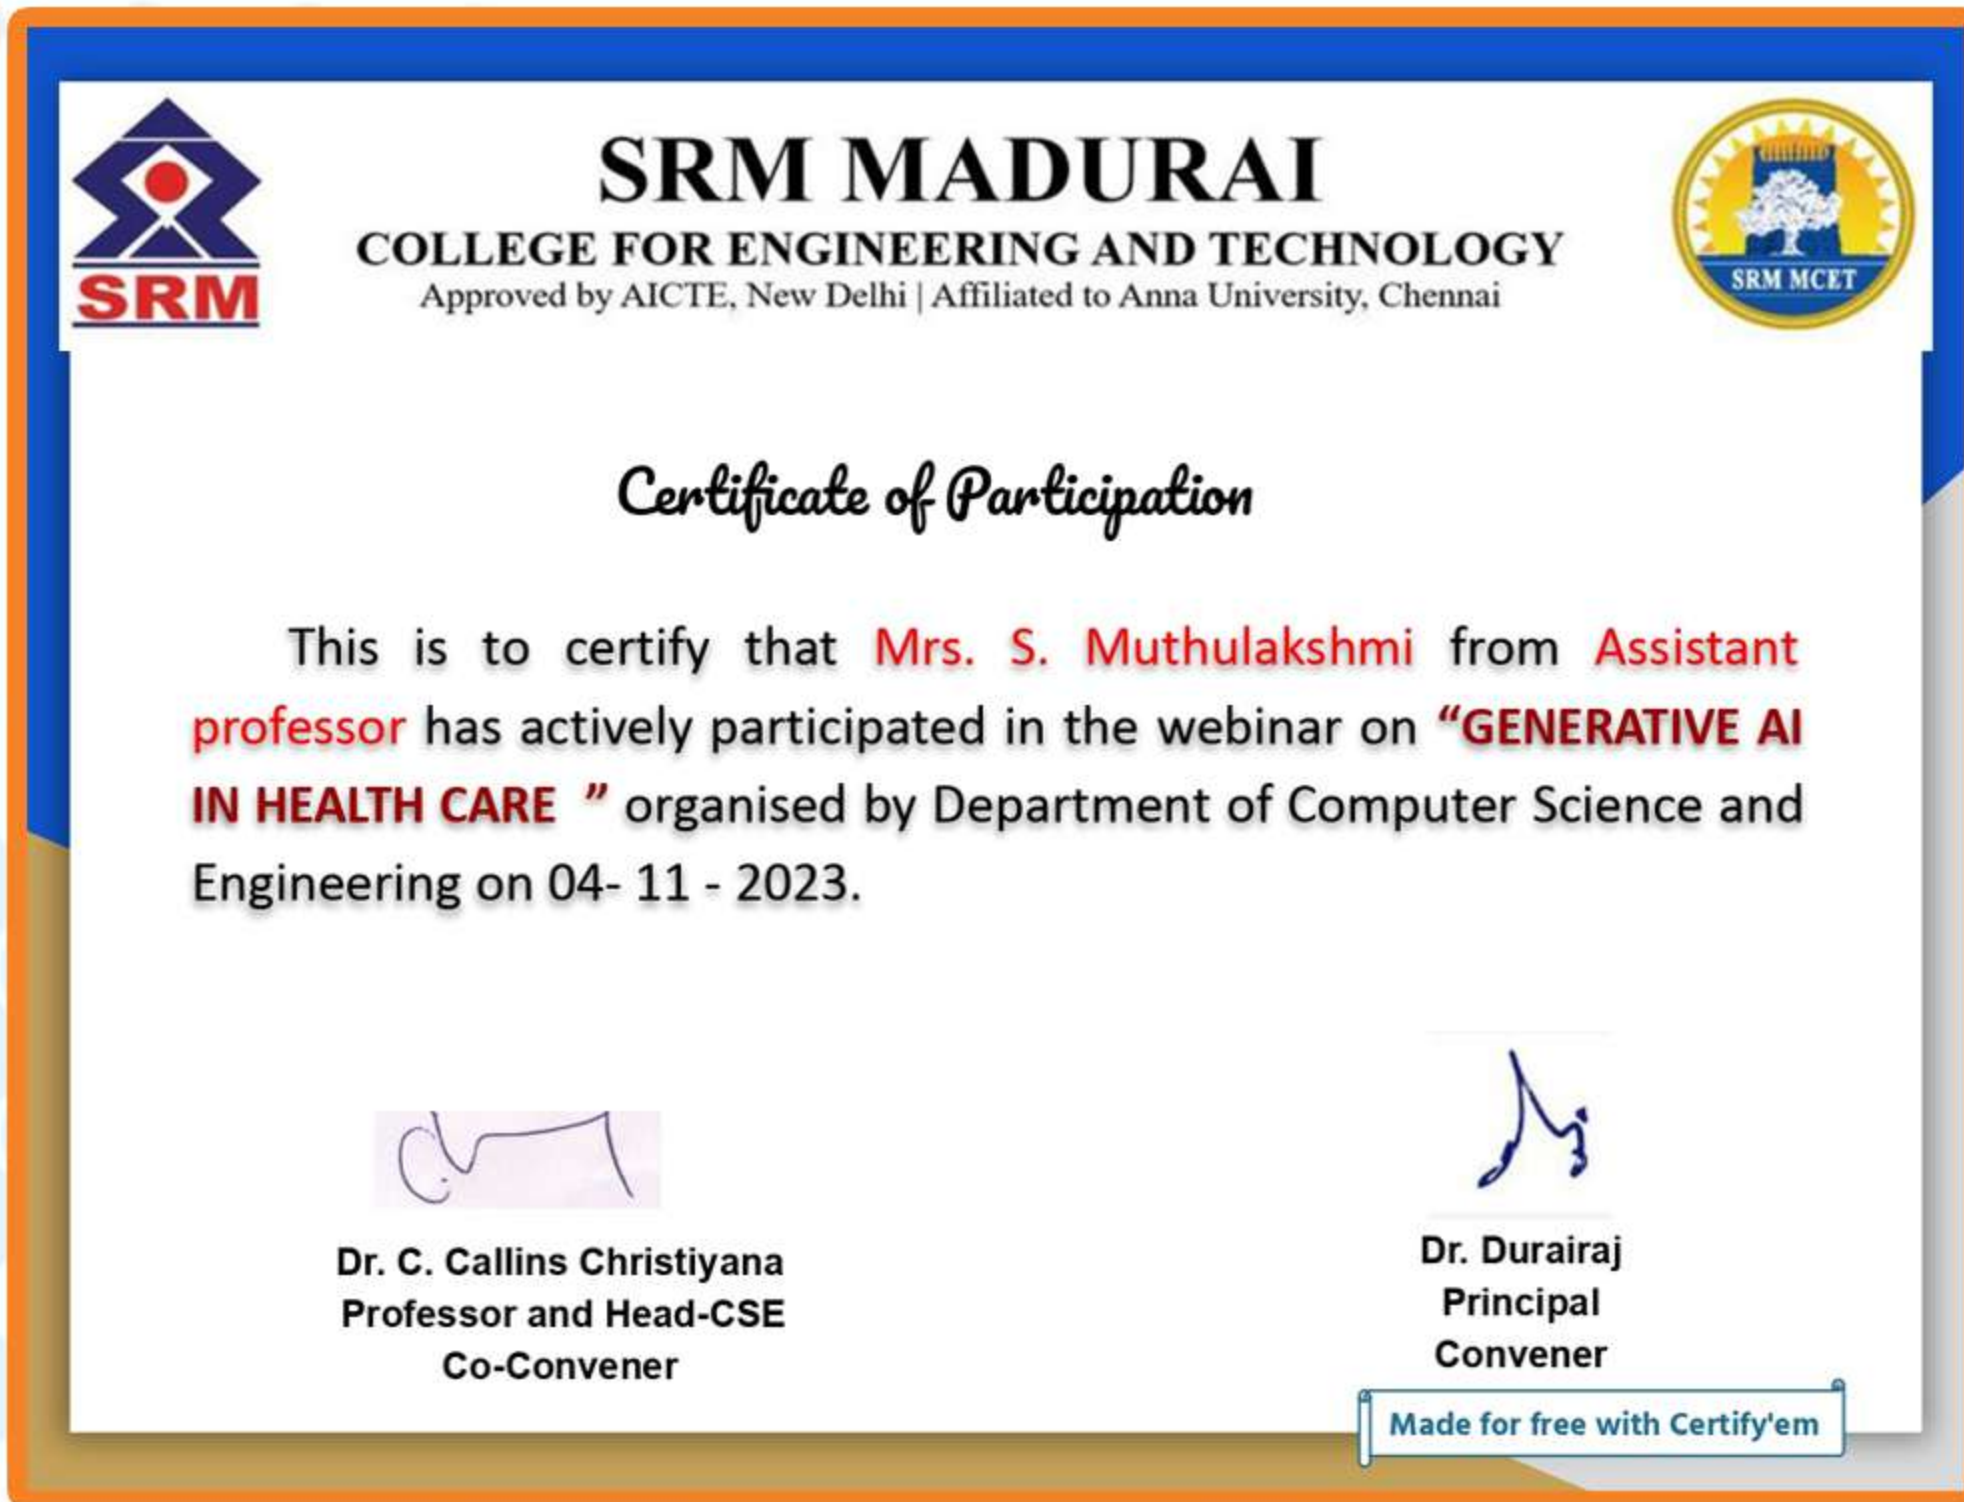 SRM
SRM MADURAI
COLLEGE FOR ENGINEERING AND TECHNOLOGY
Approved by AICTE, New Delhi | Affiliated to Anna University, Chennai
SRM MCET
Certificate of Participation
This is to certify that Mrs. S. Muthulakshmi from Assistant
professor has actively participated in the webinar on “GENERATIVE AI
IN HEALTH CARE ” organised by Department of Computer Science and
Engineering on 04- 11 - 2023.
Dr. C. Callins Christiyana
Professor and Head-CSE
Co-Convener
Dr. Durairaj
Principal
Convener
Made for free with Certify'em